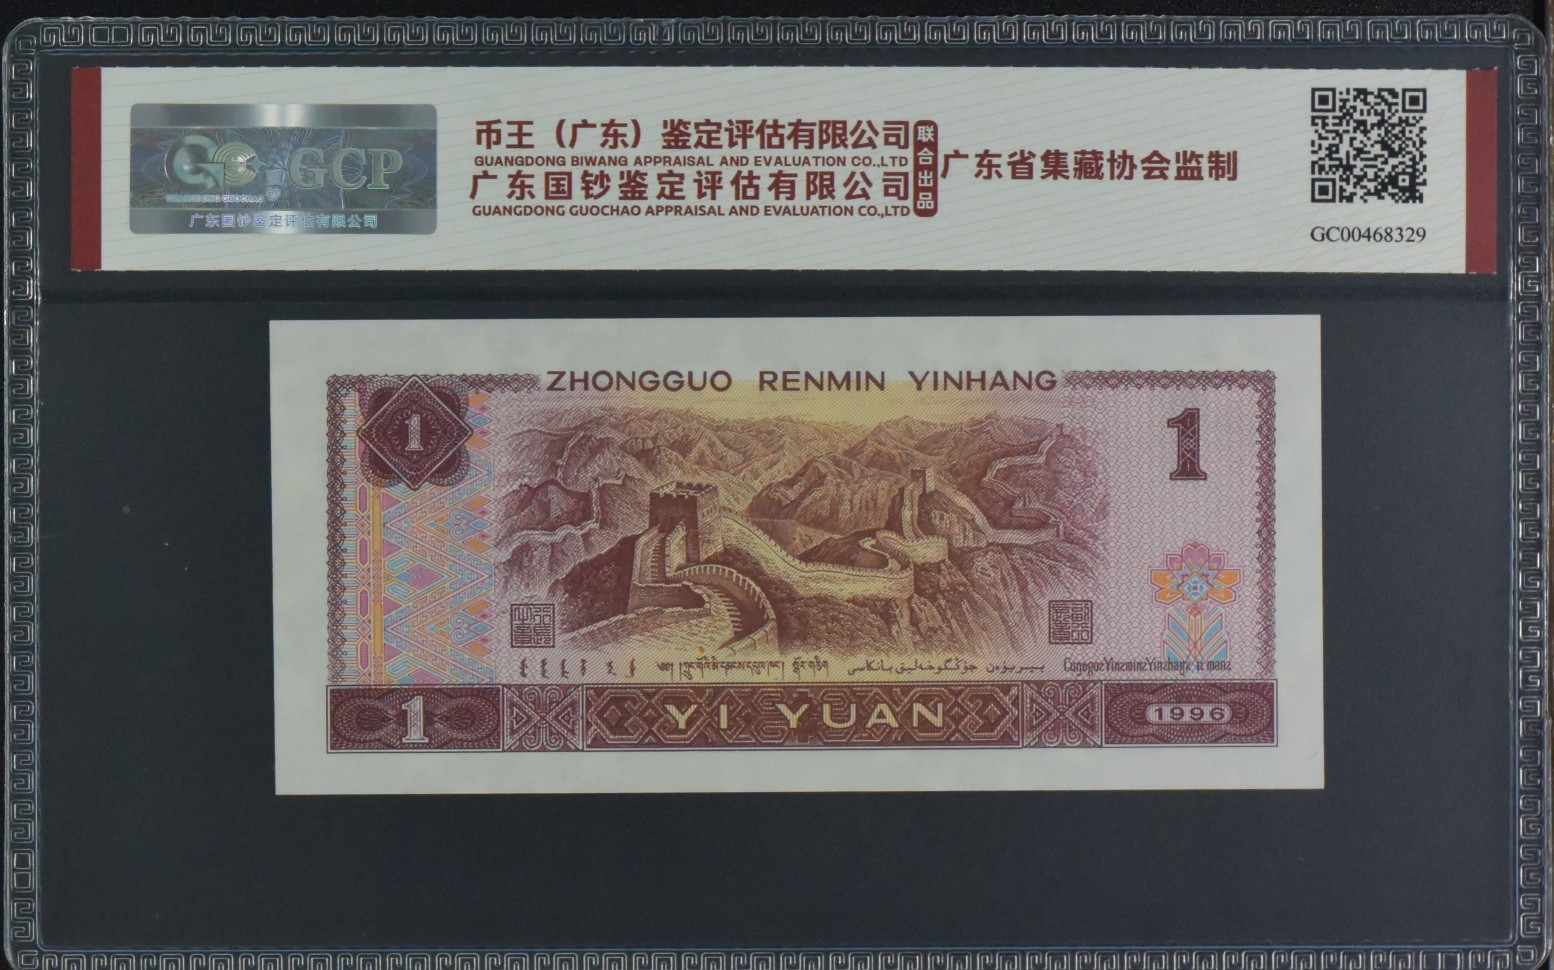 GCP
GUANGDONG GUOCHAO
广东国钞鉴定评估有限公司
币王（广东）鉴定评估有限公司
GUANGDONG BIWANG APPRAISAL AND EVALUATION CO.,LTD
广东国钞鉴定评估有限公司
GUANGDONG GUOCHAO APPRAISAL AND EVALUATION CO.,LTD
联合出品
广东省集藏协会监制
GC00468329
ZHONGGUO RENMIN YINHANG
1
1
1
YI YUAN
1996